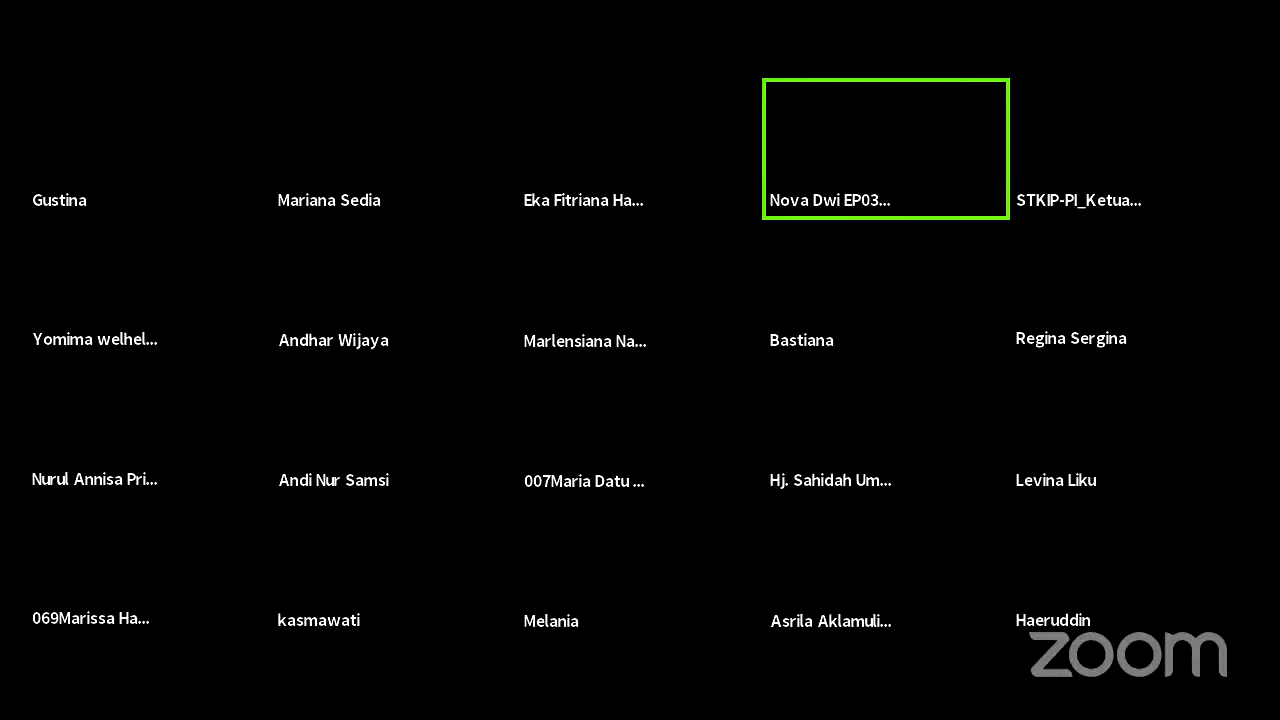 Gustina
Mariana Sedia
Eka Fitriana Ha...
Nova Dwi EP03...
STKIP-PI_Ketua...
Yomima welhel...
Andhar Wijaya
Marlensiana Na...
Bastiana
Regina Sergina
Nurul Annisa Pri...
Andi Nur Samsi
007Maria Datu ...
Hj. Sahidah Um...
Levina Liku
069Marissa Ha...
kasmawati
Melania
Asrila Aklamuli...
Haeruddin
zoom